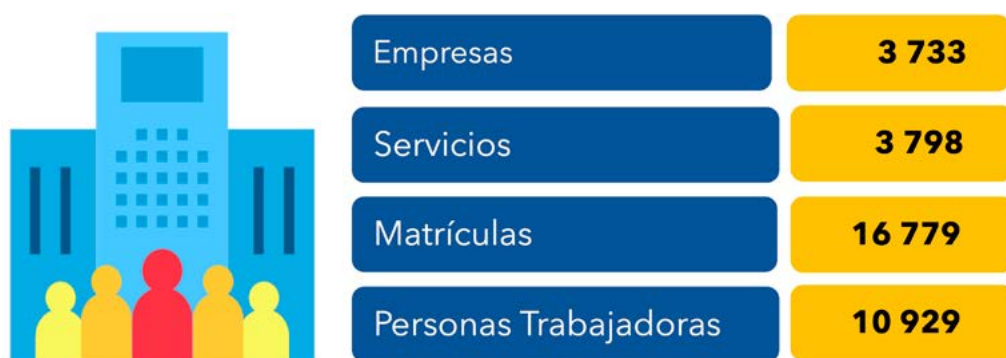 Empresas 3 733
Servicios 3 798
Matrículas 16 779
Personas Trabajadoras 10 929